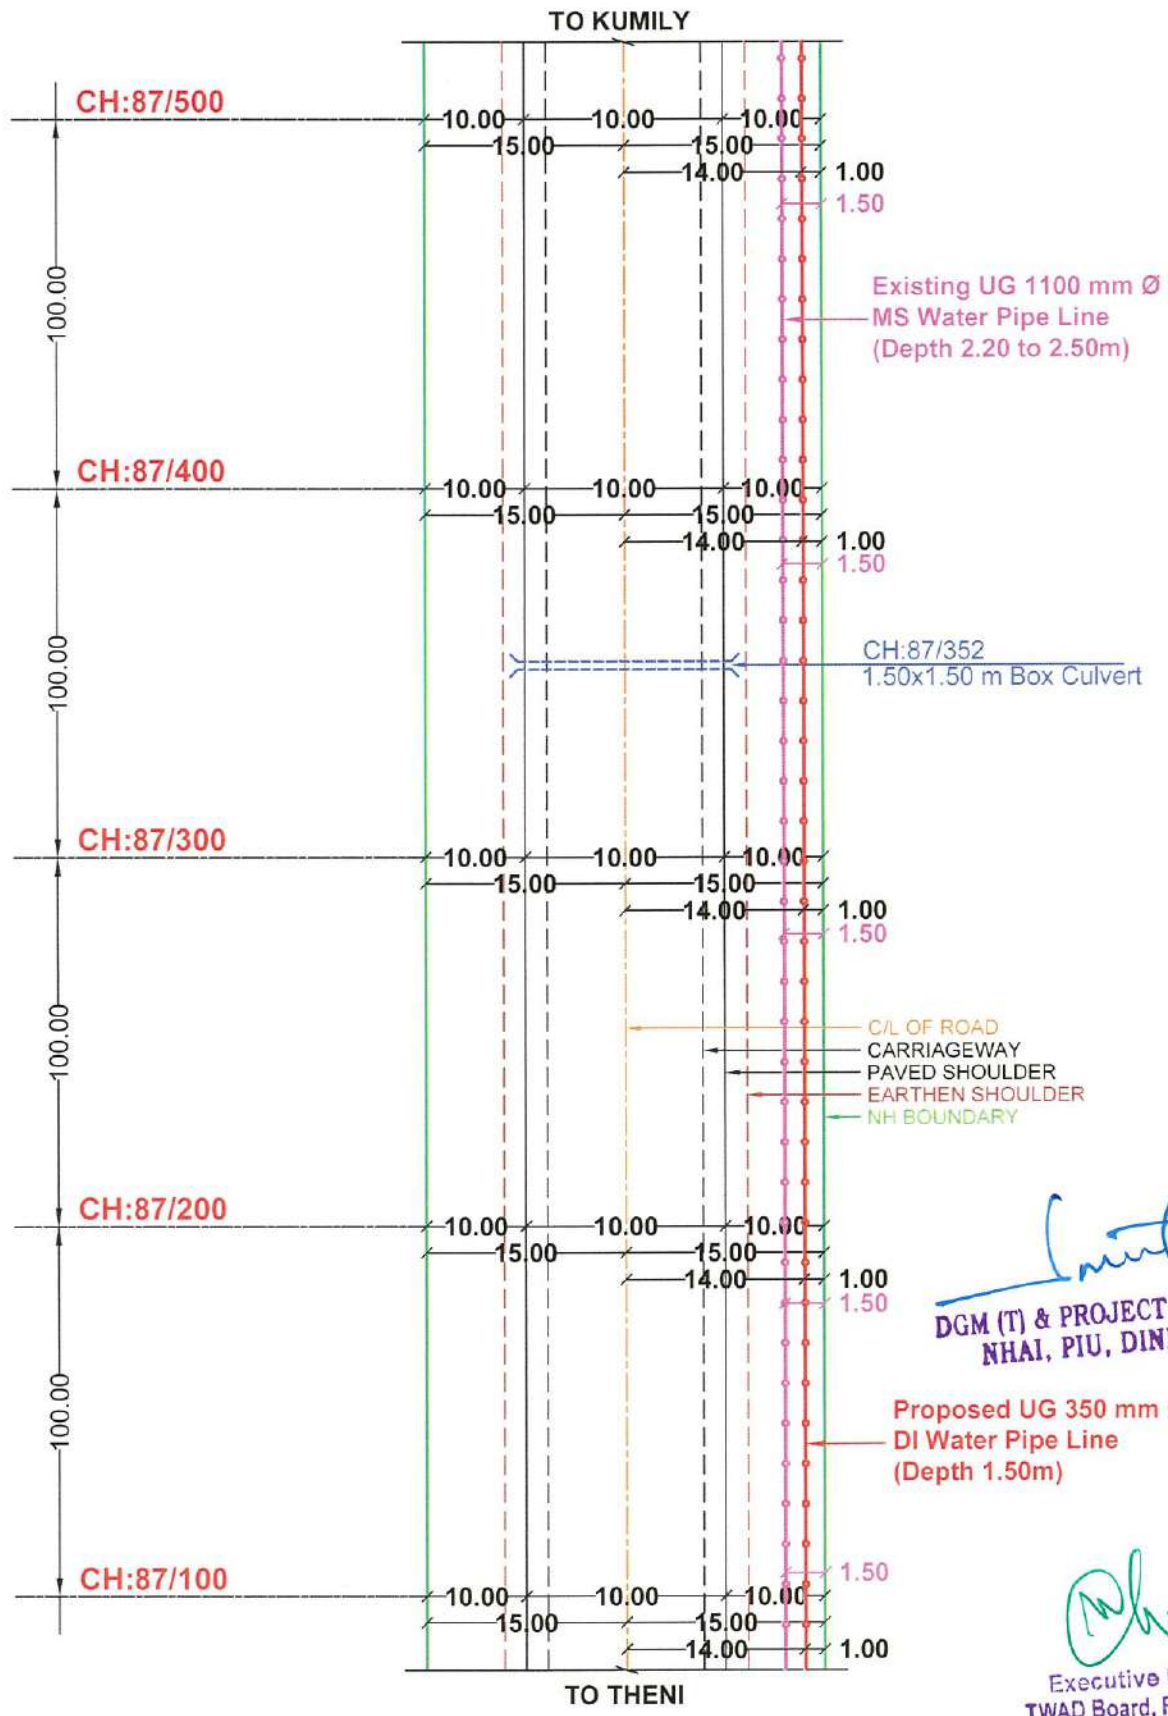 TO KUMILY
CH:87/500
10.00 10.00 10.00
15.00 15.00
14.00 1.00
1.50
100.00
Existing UG 1100 mm Ø
MS Water Pipe Line
(Depth 2.20 to 2.50m)
CH:87/400
10.00 10.00 10.00
15.00 15.00
14.00 1.00
1.50
100.00
CH:87/352
1.50x1.50 m Box Culvert
CH:87/300
10.00 10.00 10.00
15.00 15.00
14.00 1.00
1.50
100.00
C/L OF ROAD
CARRIAGEWAY
PAVED SHOULDER
EARTHEN SHOULDER
NH BOUNDARY
CH:87/200
10.00 10.00 10.00
15.00 15.00
14.00 1.00
1.50
DGM (T) & PROJECT
NHAI, PIU,
100.00
Proposed UG 350 mm
DI Water Pipe Line
(Depth 1.50m)
1.50
CH:87/100
10.00 10.00 10.00
15.00 15.00
14.00 1.00
Executive
TWAD Board,
TO THENI